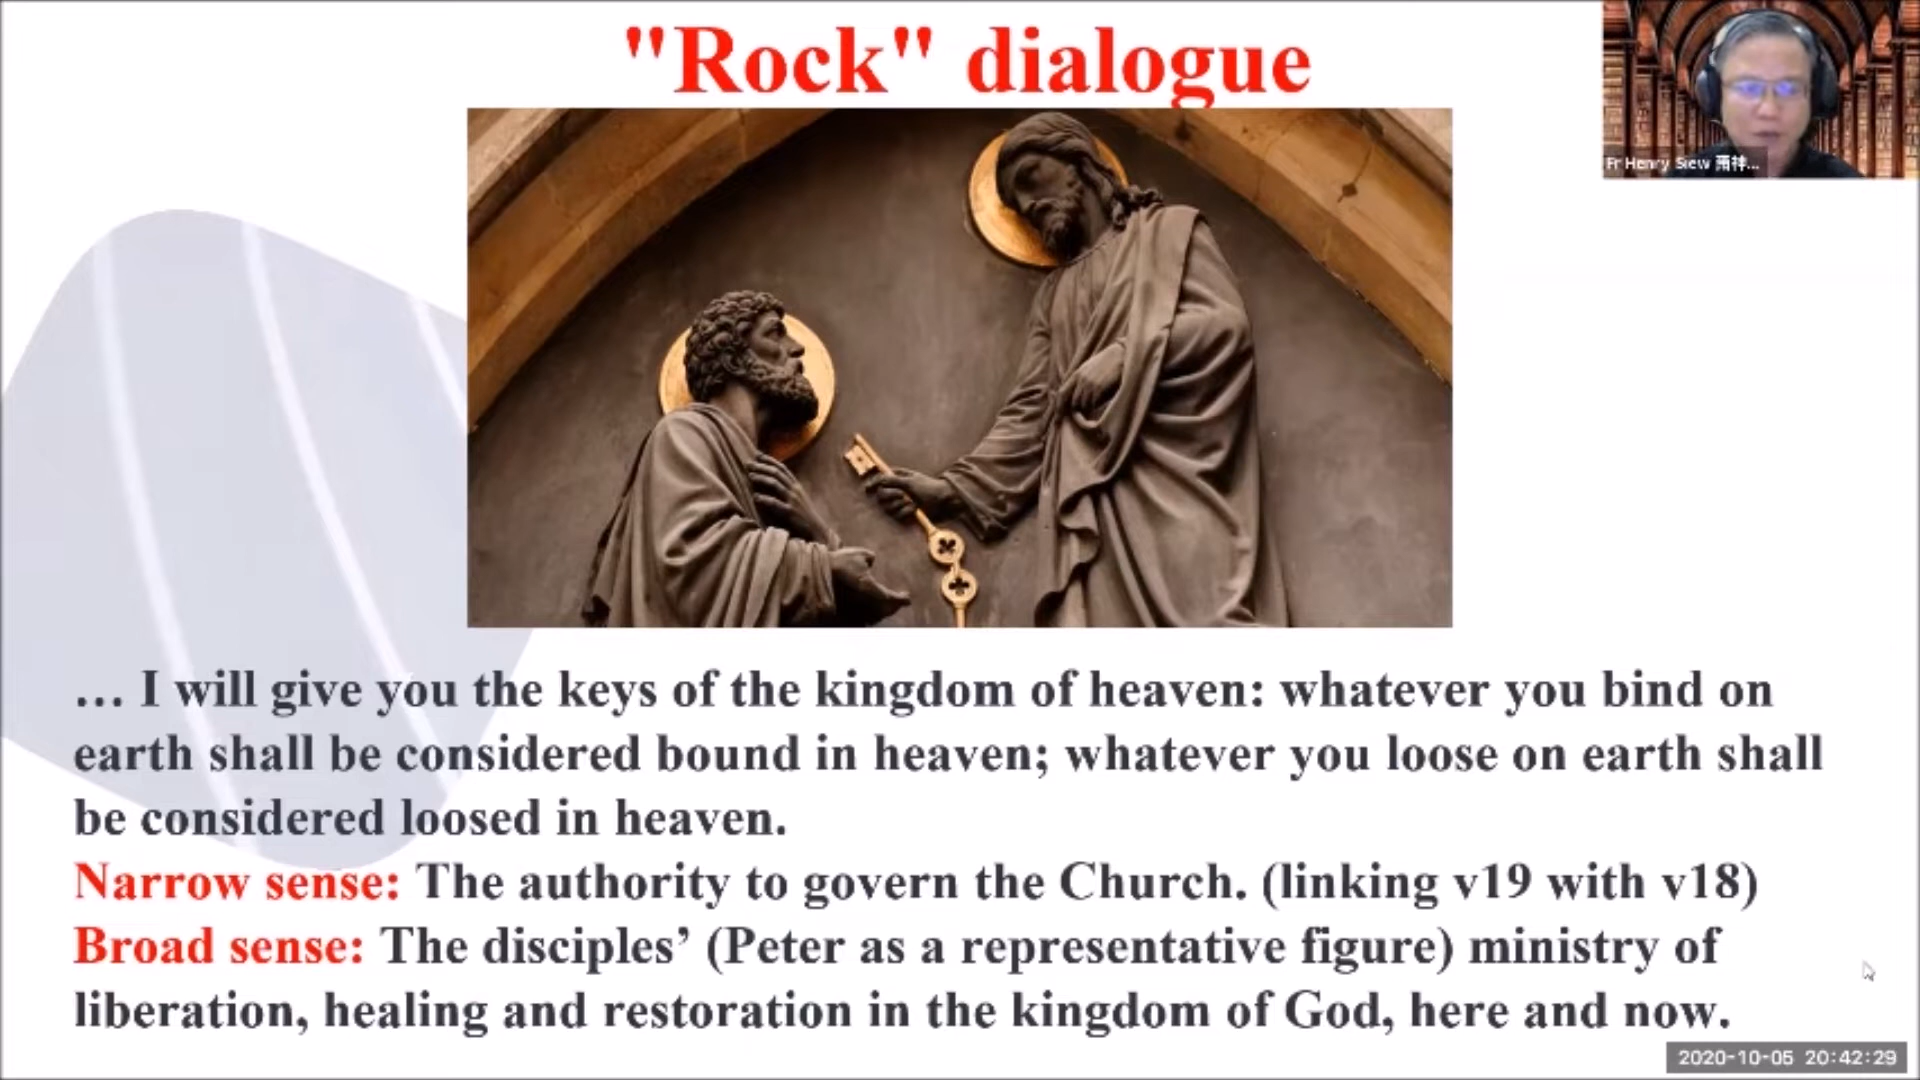 "Rock" dialogue
Fr Henry Siew 蕭神...
... I will give you the keys of the kingdom of heaven: whatever you bind on
earth shall be considered bound in heaven; whatever you loose on earth shall
be considered loosed in heaven.
Narrow sense: The authority to govern the Church. (linking v19 with v18)
Broad sense: The disciples’ (Peter as a representative figure) ministry of
liberation, healing and restoration in the kingdom of God, here and now.
2020-10-05 20:42:29